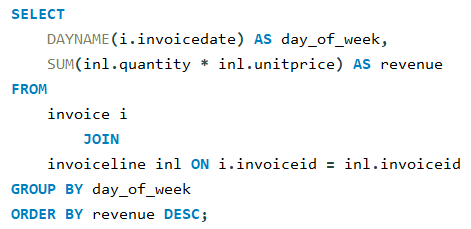 SELECT
    DAYNAME(i.invoicedate) AS day_of_week,
    SUM(inl.quantity * inl.unitprice) AS revenue
FROM
    invoice i
        JOIN
    invoiceline inl ON i.invoiceid = inl.invoiceid
GROUP BY day_of_week
ORDER BY revenue DESC;